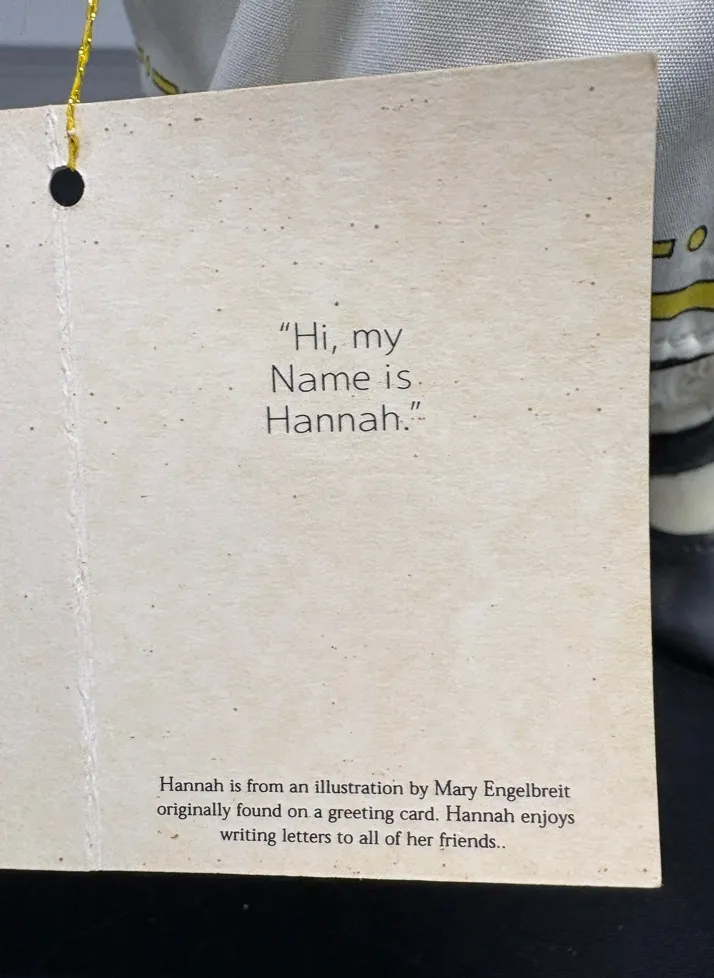 "Hi, my
Name is
Hannah."
Hannah is from an illustration by Mary Engelbreit
originally found on a greeting card. Hannah enjoys
writing letters to all of her friends..